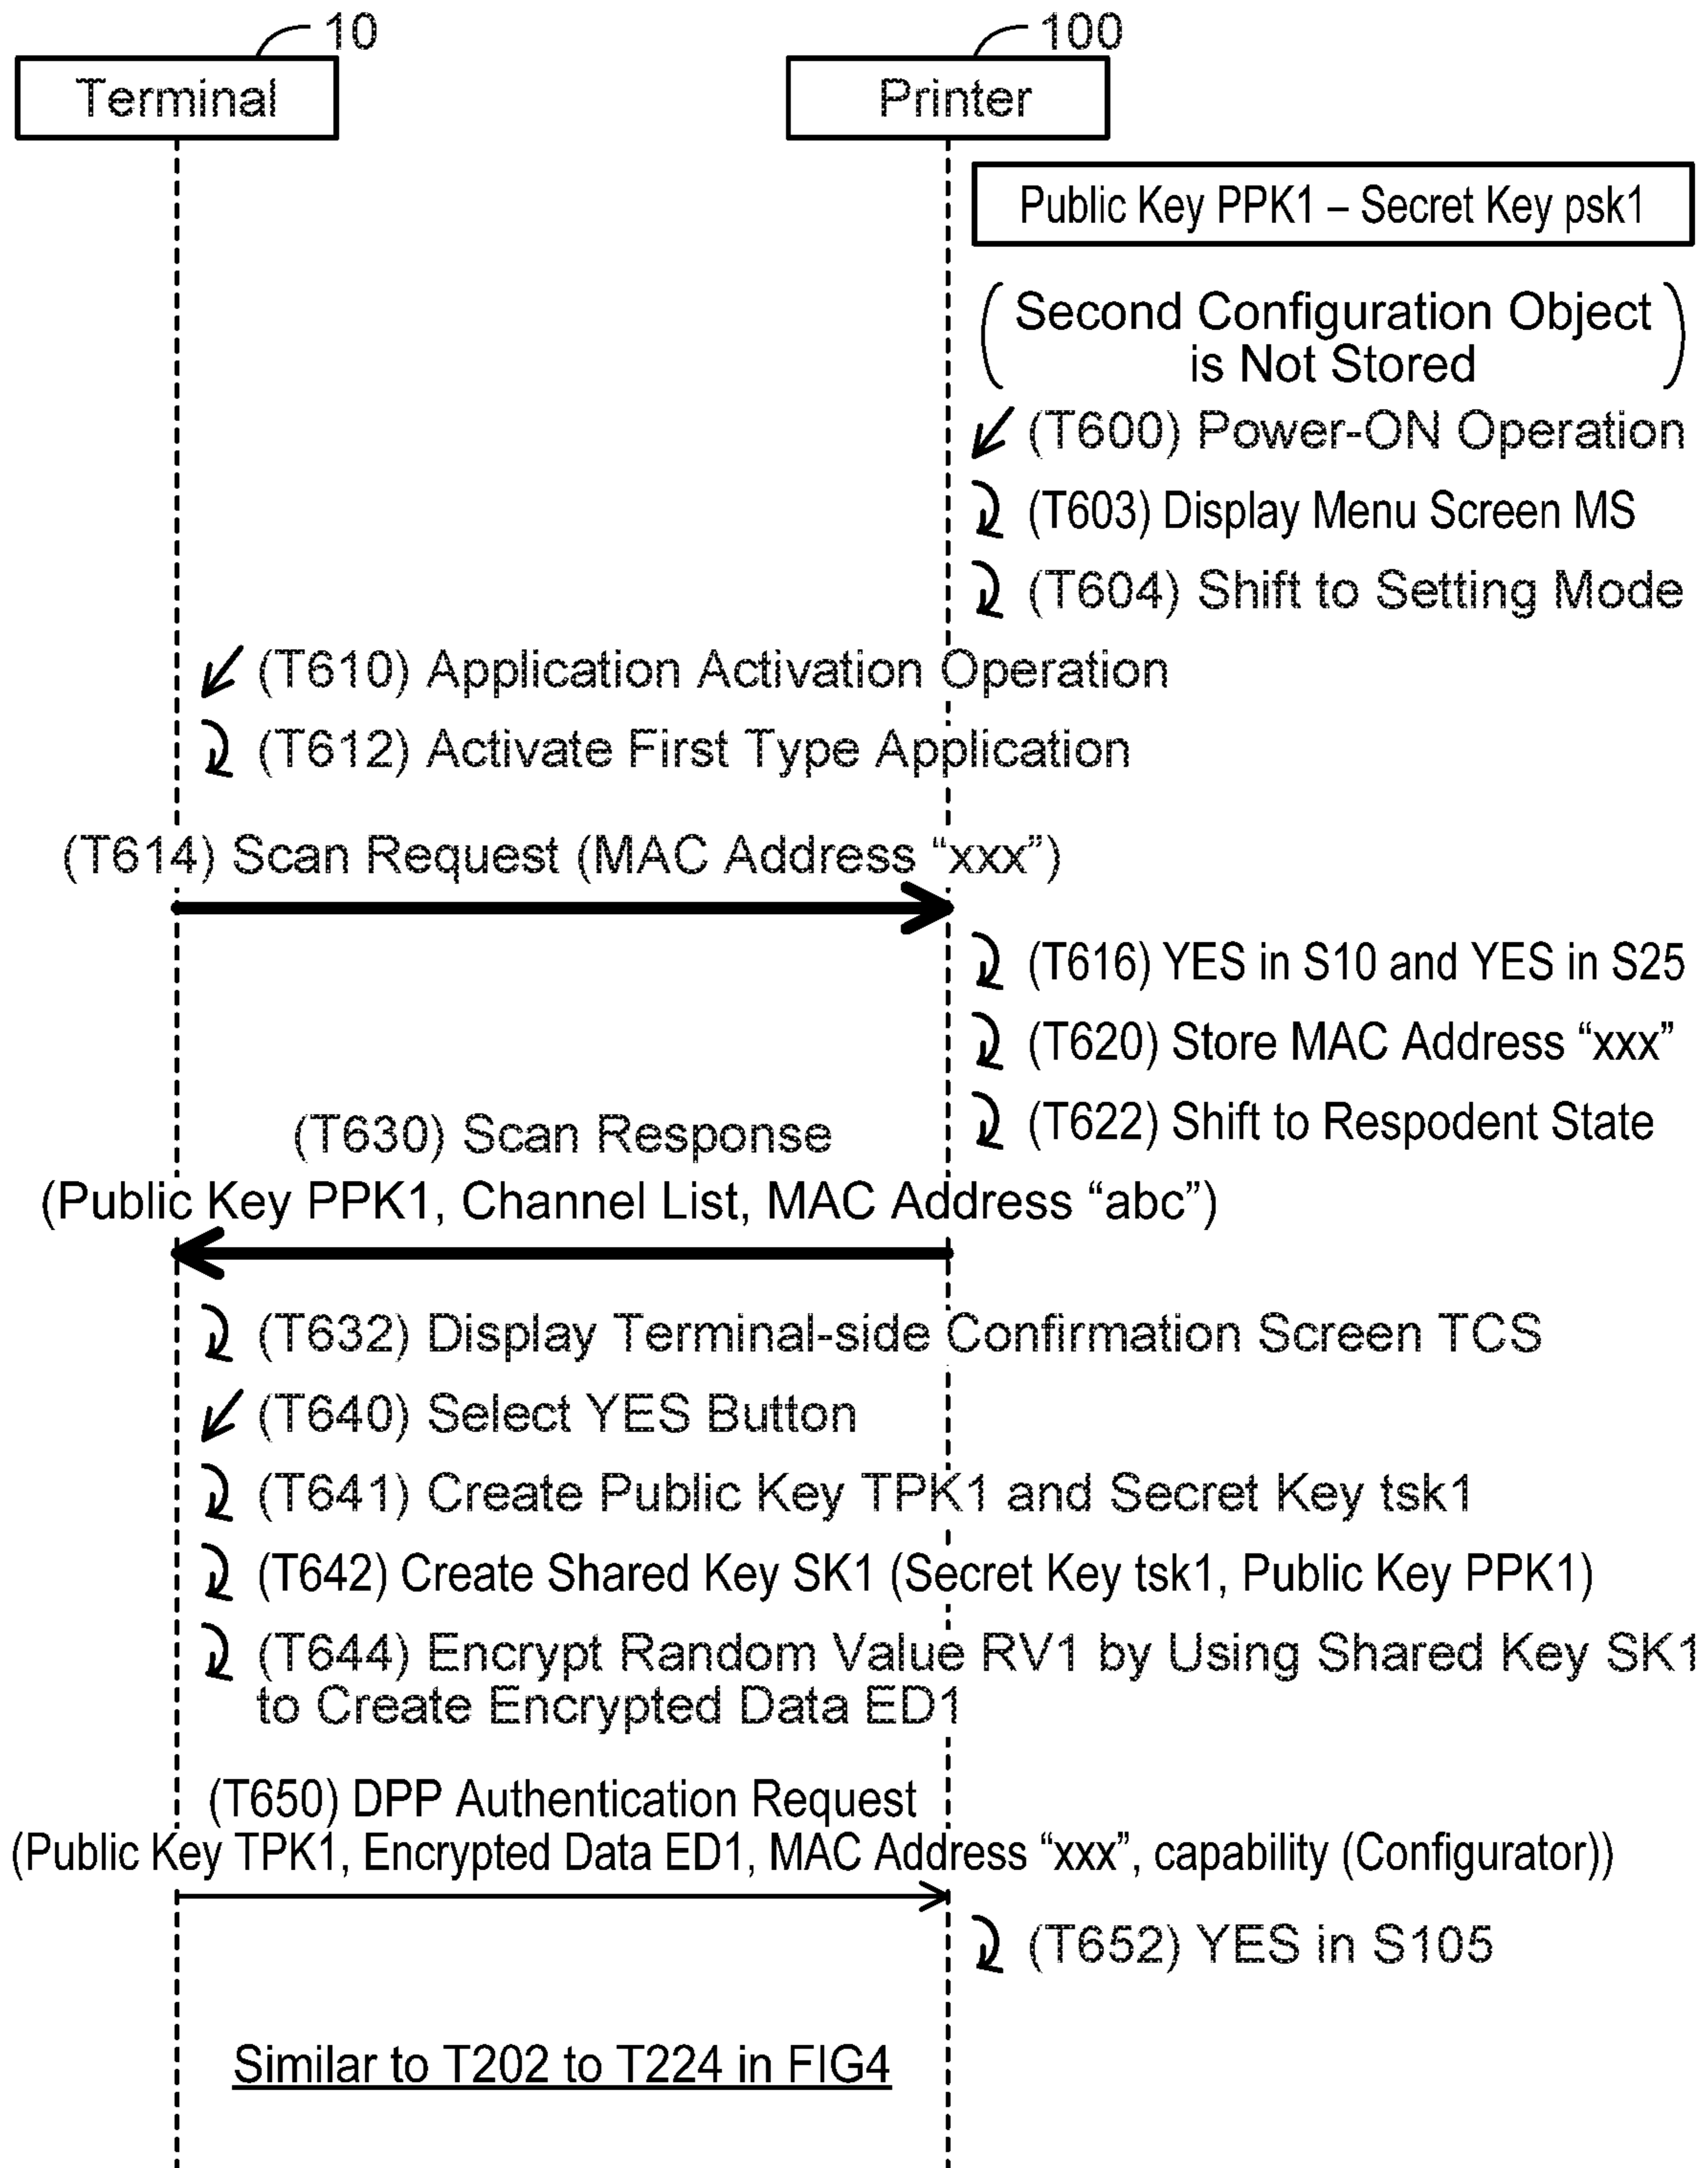 10
100
Terminal
Printer
Public Key PPK1 – Secret Key psk1
Second Configuration Object
is Not Stored
(T600) Power-ON Operation
(T603) Display Menu Screen MS
(T604) Shift to Setting Mode
(T610) Application Activation Operation
(T612) Activate First Type Application
(T614) Scan Request (MAC Address “xxx”)
(T616) YES in S10 and YES in S25
(T620) Store MAC Address “xxx”
(T622) Shift to Respodent State
(T630) Scan Response
(Public Key PPK1, Channel List, MAC Address “abc”)
(T632) Display Terminal-side Confirmation Screen TCS
(T640) Select YES Button
(T641) Create Public Key TPK1 and Secret Key tsk1
(T642) Create Shared Key SK1 (Secret Key tsk1, Public Key PPK1)
(T644) Encrypt Random Value RV1 by Using Shared Key SK1
to Create Encrypted Data ED1
(T650) DPP Authentication Request
(Public Key TPK1, Encrypted Data ED1, MAC Address “xxx”, capability (Configurator))
(T652) YES in S105
Similar to T202 to T224 in FIG4